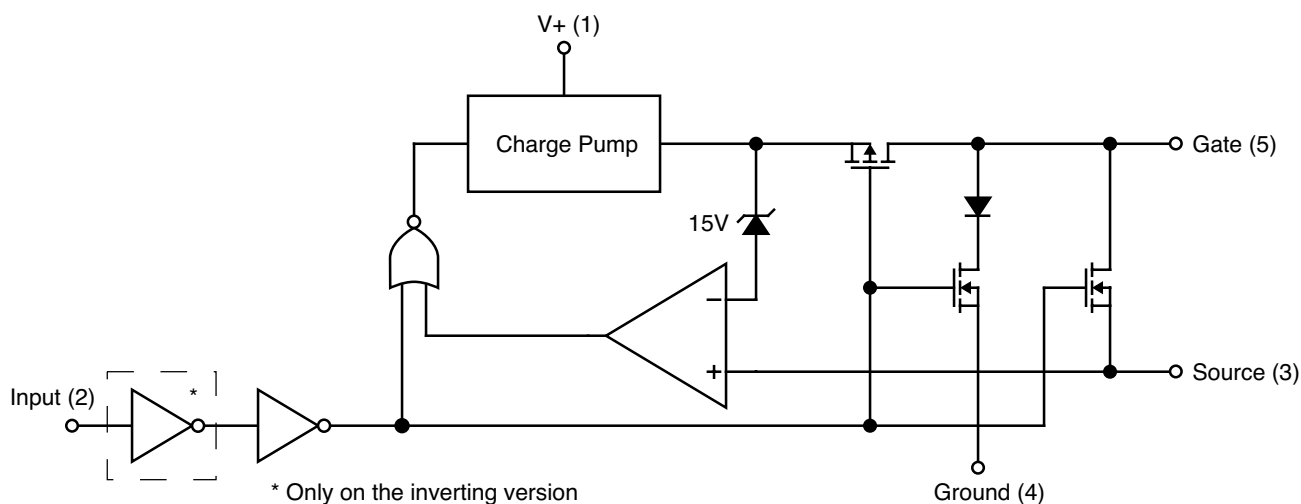 V+ (1)
Charge Pump
Gate (5)
15V
−
+
Source (3)
Input (2)
*
* Only on the inverting version
Ground (4)